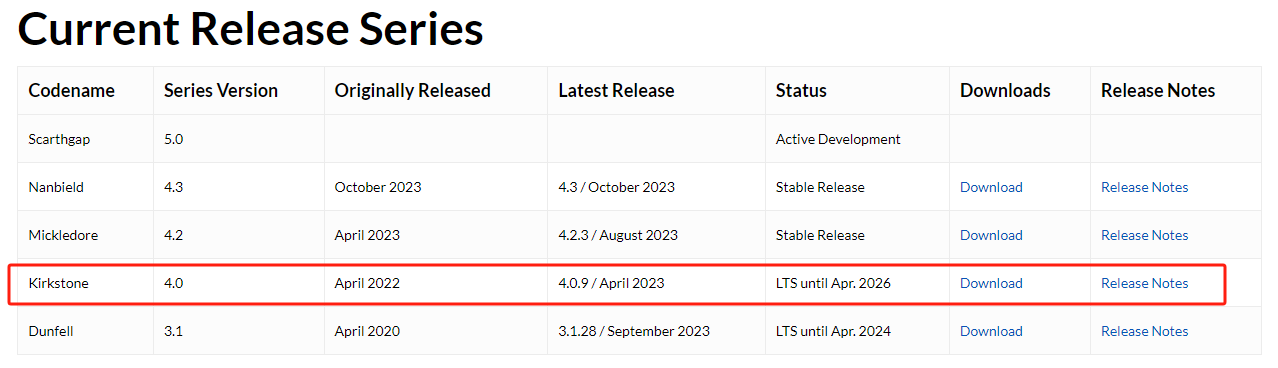 Current Release Series
Codename Series Version Originally Released Latest Release Status Downloads Release Notes
Scarthgap 5.0 Active Development
Nanbield 4.3 October 2023 4.3 / October 2023 Stable Release Download Release Notes
Mickledore 4.2 April 2023 4.2.3 / August 2023 Stable Release Download Release Notes
Kirkstone 4.0 April 2022 4.0.9 / April 2023 LTS until Apr. 2026 Download Release Notes
Dunfell 3.1 April 2020 3.1.28 / September 2023 LTS until Apr. 2024 Download Release Notes